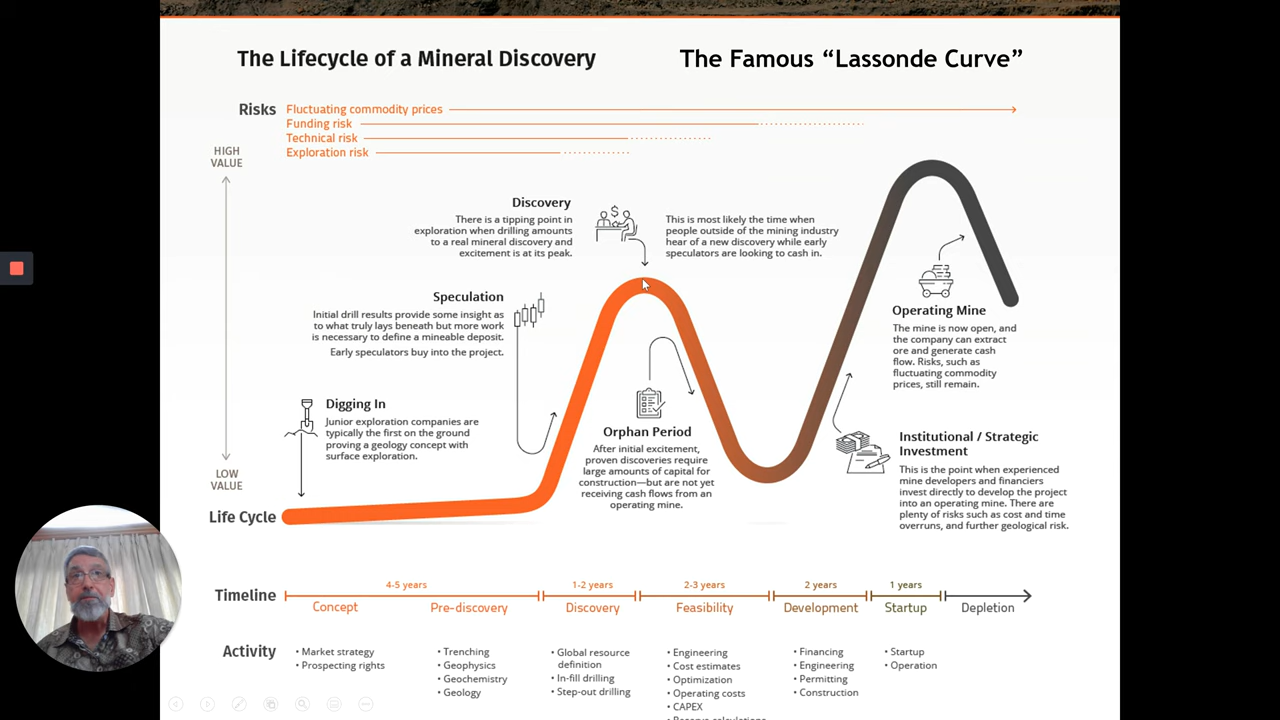 The Lifecycle of a Mineral Discovery
The Famous “Lassonde Curve”
Risks
Fluctuating commodity prices
Funding risk
Technical risk
Exploration risk
HIGH
VALUE
Discovery
There is a tipping point in
exploration when drilling amounts
to a real mineral discovery and
excitement is at its peak.
$
This is most likely the time when
people outside of the mining industry
hear of a new discovery while early
speculators are looking to cash in.
Speculation
Initial drill results provide some insight as
to what truly lays beneath but more work
is necessary to define a mineable deposit.
Early speculators buy into the project.
Operating Mine
The mine is now open, and
the company can extract
ore and generate cash
flow. Risks, such as
fluctuating commodity
prices, still remain.
Digging In
Junior exploration companies are
typically the first on the ground
proving a geology concept with
surface exploration.
Orphan Period
After initial excitement,
proven discoveries require
large amounts of capital for
construction—but are not yet
receiving cash flows from an
operating mine.
Institutional / Strategic
Investment
This is the point when experienced
mine developers and financiers
invest directly to develop the project
into an operating mine. There are
plenty of risks such as cost and time
overruns, and further geological risk.
LOW
VALUE
Life Cycle
Timeline
4-5 years
1-2 years
2-3 years
2 years
1 years
Concept
Pre-discovery
Discovery
Feasibility
Development
Startup
Depletion
Activity
• Market strategy
• Prospecting rights
• Trenching
• Geophysics
• Geochemistry
• Geology
• Global resource
definition
• In-fill drilling
• Step-out drilling
• Engineering
• Cost estimates
• Optimization
• Operating costs
• CAPEX
• Reserve calculations
• Financing
• Engineering
• Permitting
• Construction
• Startup
• Operation